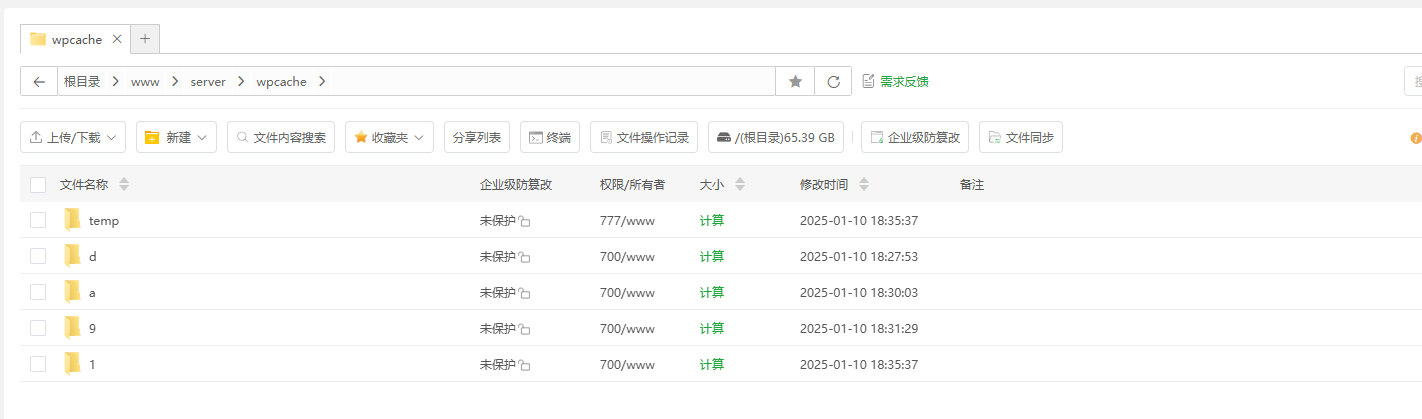 wpcache
根目录 www server wpcache 需求反馈
上传/下载 新建 文件内容搜索 收藏夹 分享列表 终端 文件操作记录 /(根目录)65.39 GB 企业级防篡改 文件同步
文件名称 企业级防篡改 权限/所有者 大小 修改时间 备注
temp 未保护 777/www 计算 2025-01-10 18:35:37
d 未保护 700/www 计算 2025-01-10 18:27:53
a 未保护 700/www 计算 2025-01-10 18:30:03
9 未保护 700/www 计算 2025-01-10 18:31:29
1 未保护 700/www 计算 2025-01-10 18:35:37